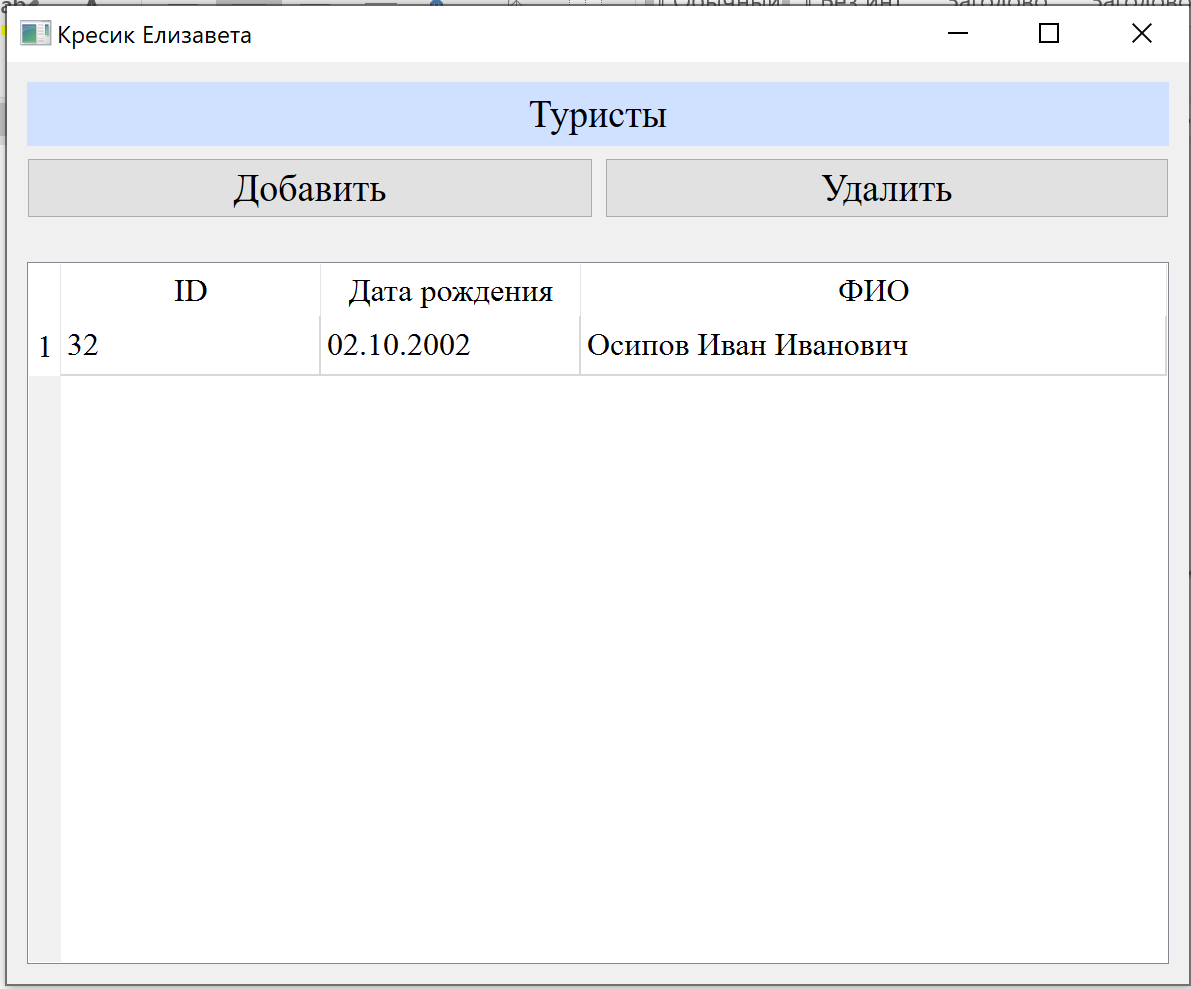 Кресик Елизавета
Туристы
Добавить Удалить
ID Дата рождения ФИО
1 32 02.10.2002 Осипов Иван Иванович